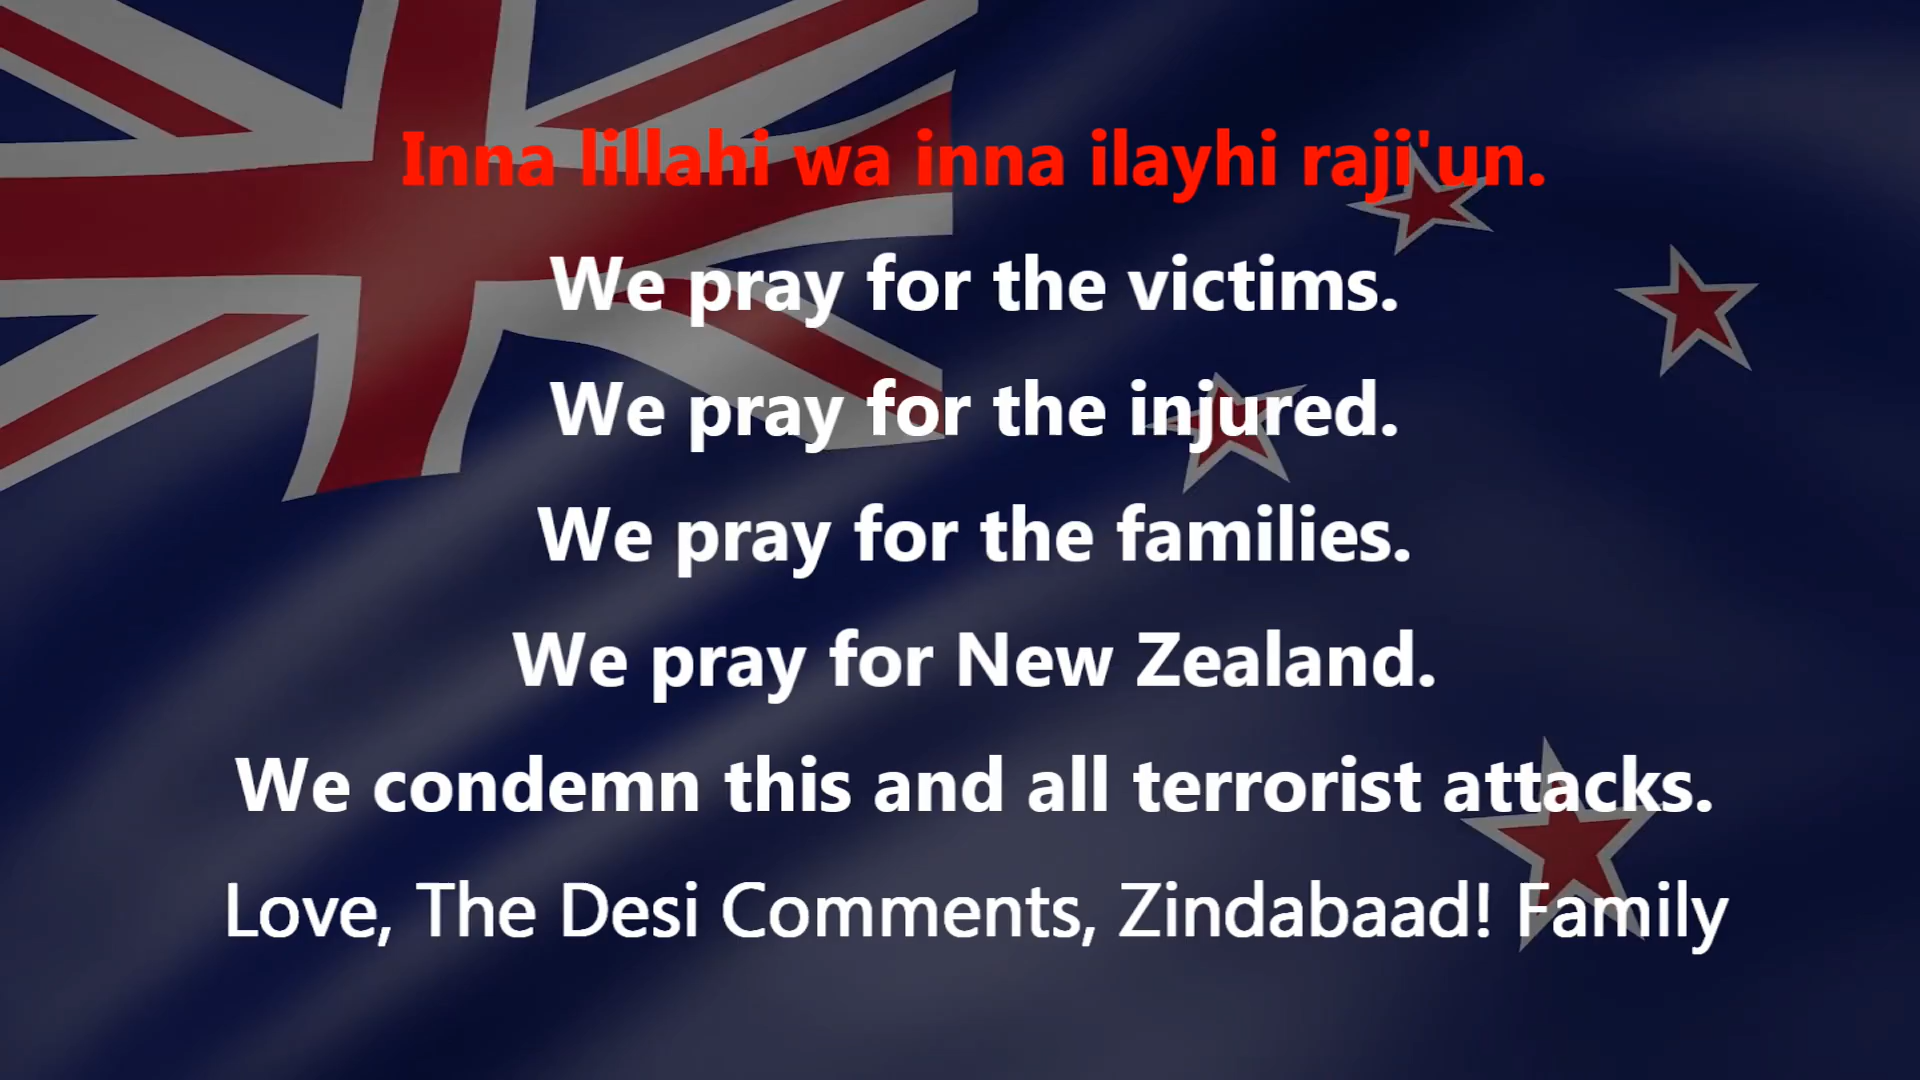 Inna lillahi wa inna ilayhi raji'un.
We pray for the victims.
We pray for the injured.
We pray for the families.
We pray for New Zealand.
We condemn this and all terrorist attacks.
Love, The Desi Comments, Zindabaad! Family